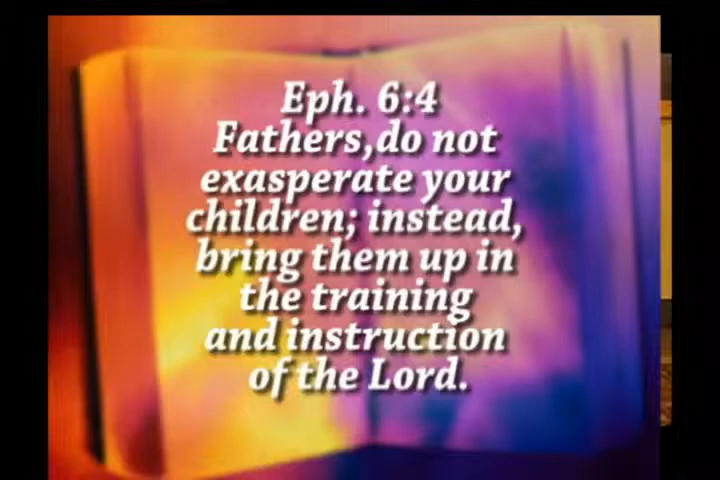 Eph. 6:4
Fathers,do not
exasperate your
children; instead,
bring them up in
the training
and instruction
of the Lord.